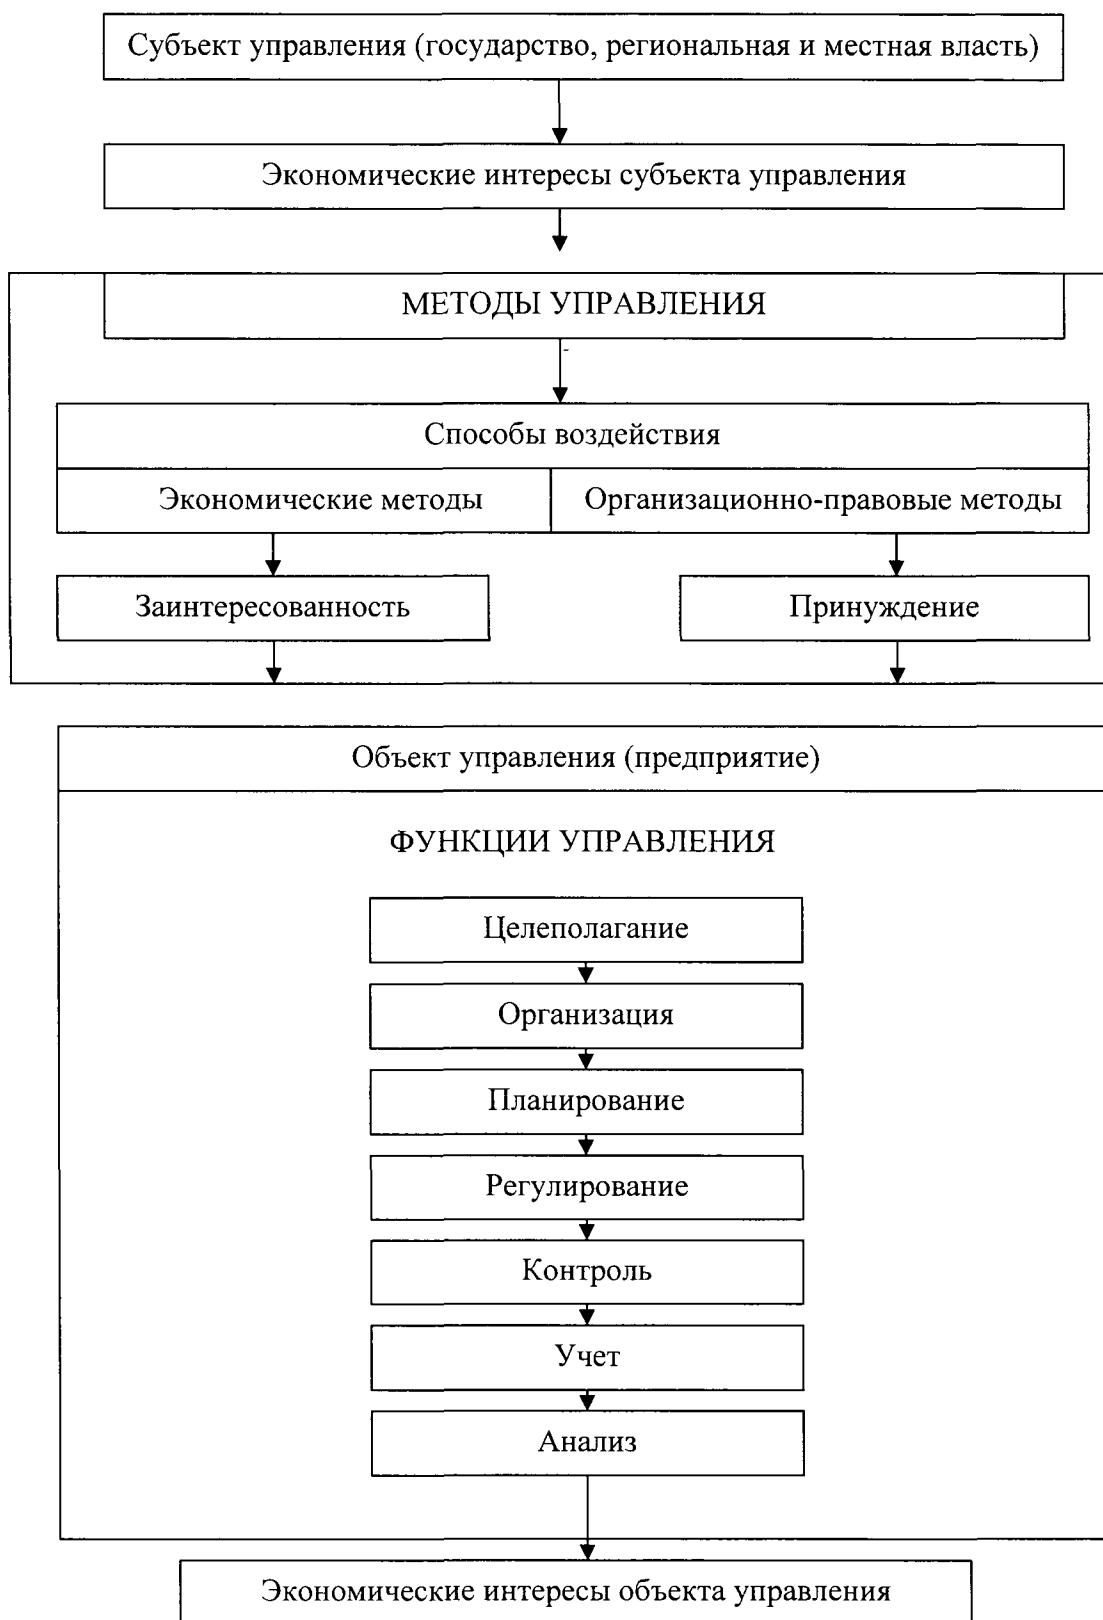 Субъект управления (государство, региональная и местная власть)
Экономические интересы субъекта управления
МЕТОДЫ УПРАВЛЕНИЯ
Способы воздействия
Экономические методы
Организационно-правовые методы
Заинтересованность
Принуждение
Объект управления (предприятие)
ФУНКЦИИ УПРАВЛЕНИЯ
Целеполагание
Организация
Планирование
Регулирование
Контроль
Учет
Анализ
Экономические интересы объекта управления